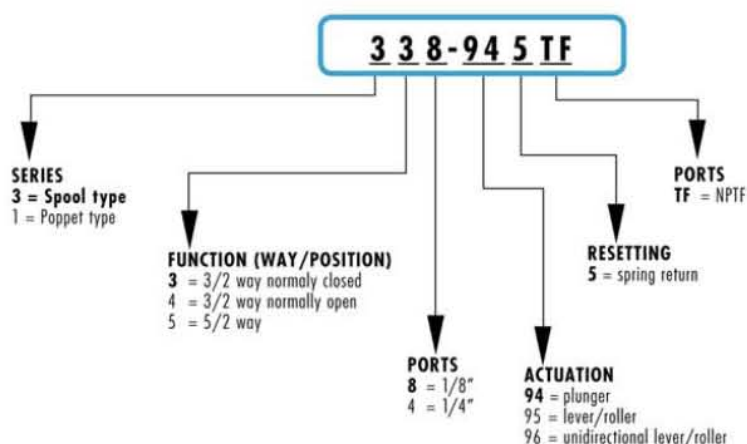 338-945TF
SERIES
3 = Spool type
1 = Poppet type
FUNCTION (WAY/POSITION)
3 = 3/2 way normaly closed
4 = 3/2 way normally open
5 = 5/2 way
PORTS
8 = 1/8"
4 = 1/4"
ACTUATION
94 = plunger
95 = lever/roller
96 = unidirectional lever/roller
RESETTING
5 = spring return
PORTS
TF = NPTF